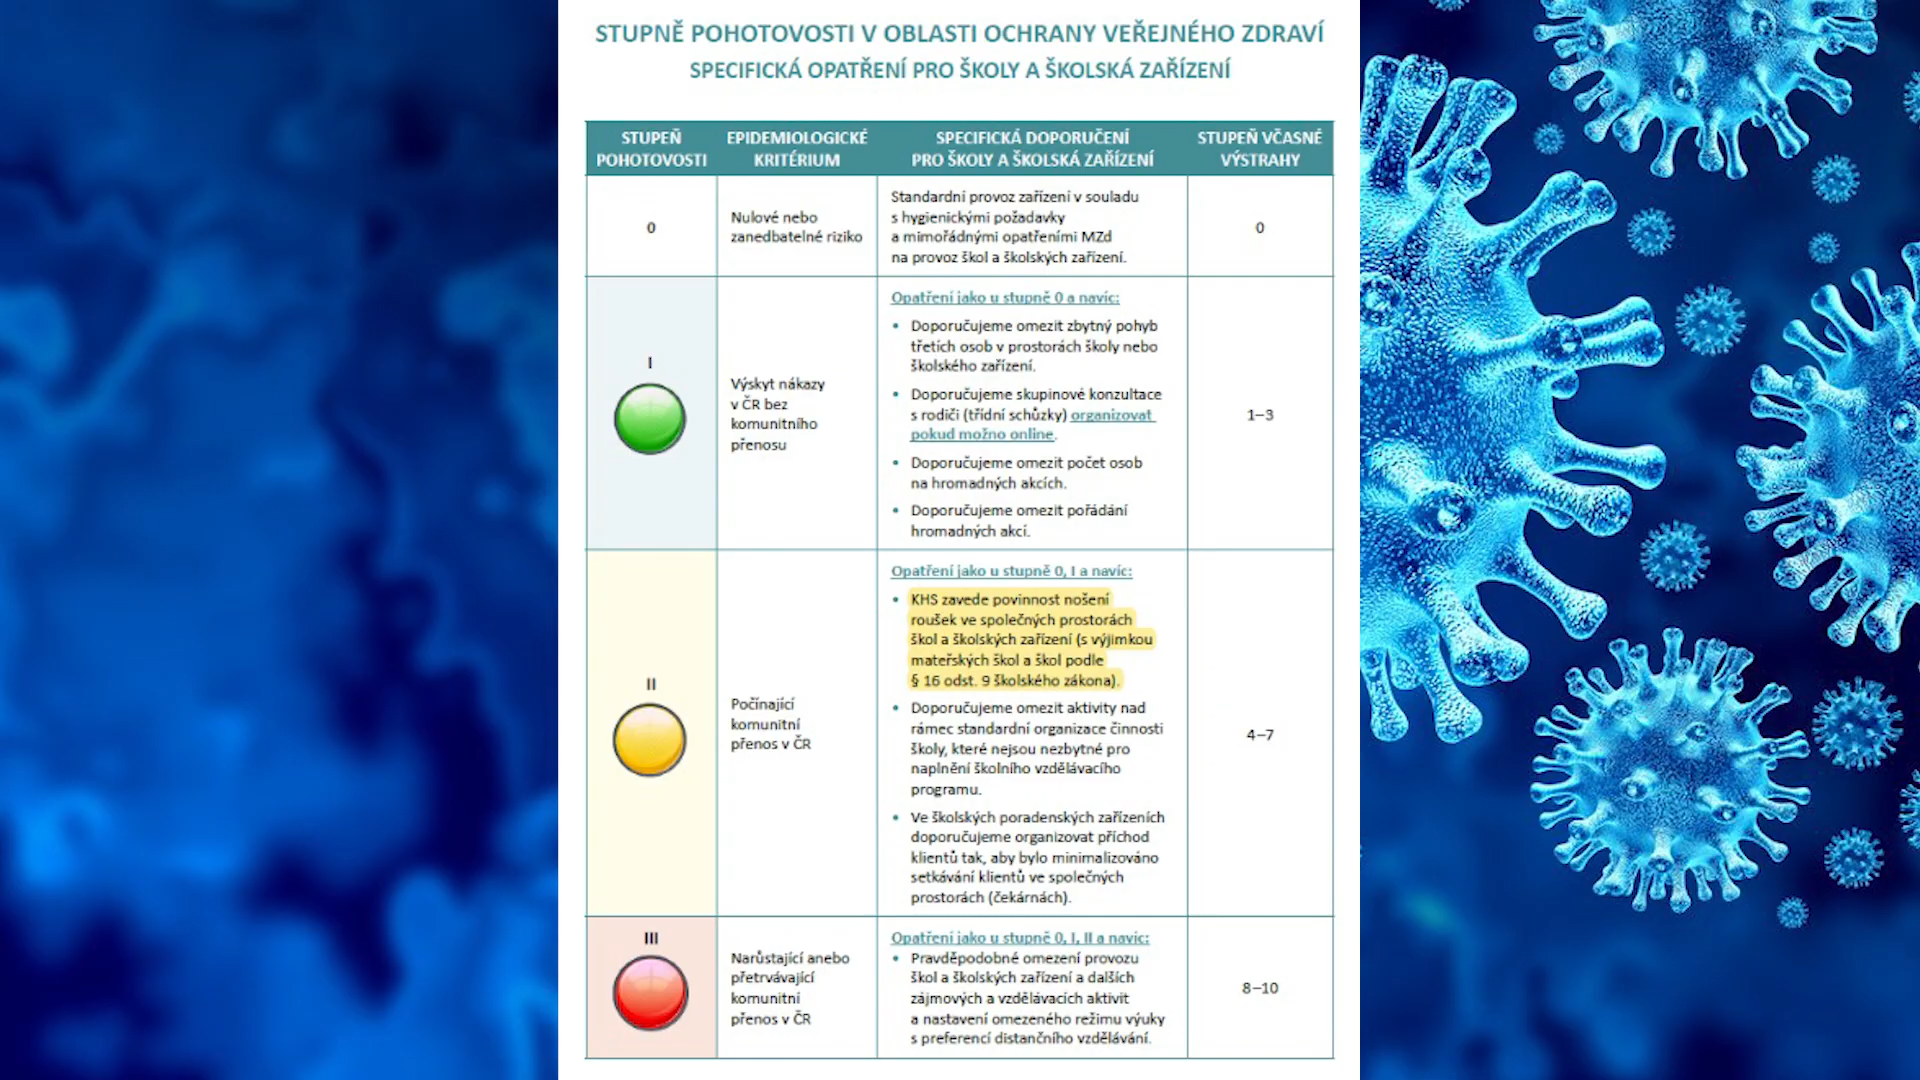 STUPNĚ POHOTOVOSTI V OBLASTI OCHRANY VEŘEJNÉHO ZDRAVÍ
SPECIFICKÁ OPATŘENÍ PRO ŠKOLY A ŠKOLSKÁ ZAŘÍZENÍ
STUPEŇ
POHOTOVOSTI
EPIDEMIOLOGICKÉ
KRITÉRIUM
SPECIFICKÁ DOPORUČENÍ
PRO ŠKOLY A ŠKOLSKÁ ZAŘÍZENÍ
STUPEŇ VČASNÉ
VÝSTRAHY
0
Nulové nebo
zanedbatelné riziko
Standardní provoz zařízení v souladu
s hygienickými požadavky
a mimořádnými opatřeními MZd
na provoz škol a školských zařízení.
0
I
Výskyt nákazy
v ČR bez
komunitního
přenosu
Opatření jako u stupně 0 a navíc:
• Doporučujeme omezit zbytný pohyb
třetích osob v prostorách školy nebo
školského zařízení.
• Doporučujeme skupinové konzultace
s rodiči (třídní schůzky) organizovat
pokud možno online.
• Doporučujeme omezit počet osob
na hromadných akcích.
• Doporučujeme omezit pořádání
hromadných akcí.
1–3
II
Počínající
komunitní
přenos v ČR
Opatření jako u stupně 0, I a navíc:
• KHS zavede povinnost nošení
roušek ve společných prostorách
škol a školských zařízení (s výjimkou
mateřských škol a škol podle
§ 16 odst. 9 školského zákona).
• Doporučujeme omezit aktivity nad
rámec standardní organizace činnosti
školy, které nejsou nezbytné pro
naplnění školního vzdělávacího
programu.
• Ve školských poradenských zařízeních
doporučujeme organizovat příchod
klientů tak, aby bylo minimalizováno
setkávání klientů ve společných
prostorách (čekárnách).
4–7
III
Narůstající anebo
přetrvávající
komunitní
přenos v ČR
Opatření jako u stupně 0, I, II a navíc:
• Pravděpodobné omezení provozu
škol a školských zařízení a dalších
zájmových a vzdělávacích aktivit
a nastavení omezeného režimu výuky
s preferencí distančního vzdělávání.
8–10